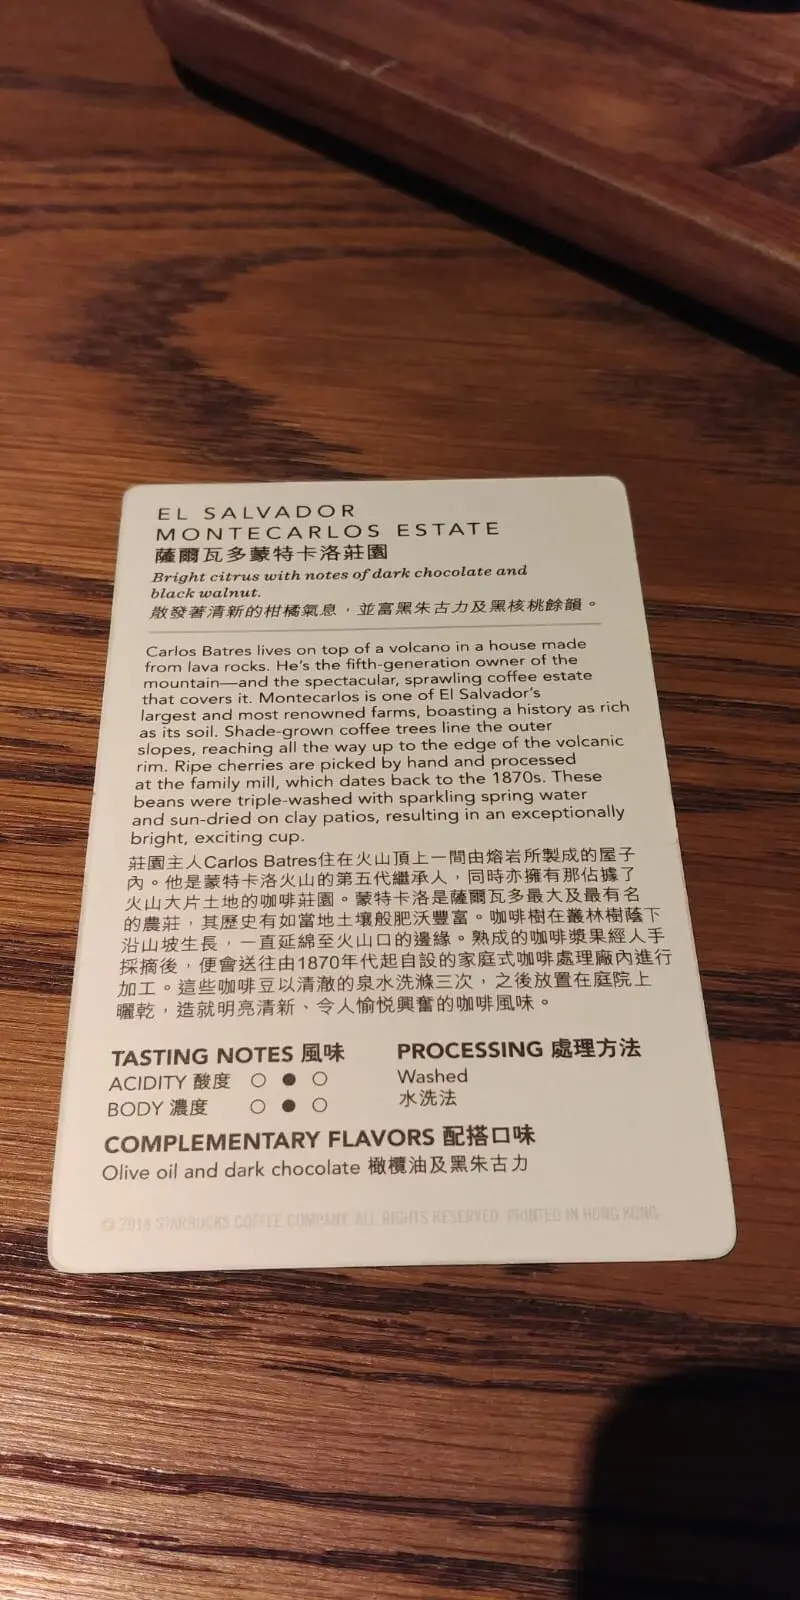 EL SALVADOR
MONTECARLOS ESTATE
薩爾瓦多蒙特卡洛莊園
Bright citrus with notes of dark chocolate and
black walnut.
散發著清新的柑橘氣息，並富黑朱古力及黑核桃餘韻。
Carlos Batres lives on top of a volcano in a house made
from lava rocks. He's the fifth-generation owner of the
mountain—and the spectacular, sprawling coffee estate
that covers it. Montecarlos is one of El Salvador's
largest and most renowned farms, boasting a history as rich
as its soil. Shade-grown coffee trees line the outer
slopes, reaching all the way up to the edge of the volcanic
rim. Ripe cherries are picked by hand and processed
at the family mill, which dates back to the 1870s. These
beans were triple-washed with sparkling spring water
and sun-dried on clay patios, resulting in an exceptionally
bright, exciting cup.
莊園主人Carlos Batres住在火山頂上一間由熔岩所製成的屋子
內。他是蒙特卡洛火山的第五代繼承人，同時亦擁有那佔據了
火山大片土地的咖啡莊園。蒙特卡洛是薩爾瓦多最大及最有名
的農莊，其歷史有如當地土壤般肥沃豐富。咖啡樹在叢林樹蔭下
沿山坡生長，一直延綿至火山口的邊緣。熟成的咖啡漿果經人手
採摘後，便會送往由1870年代起自設的家庭式咖啡處理廠內進行
加工。這些咖啡豆以清澈的泉水洗滌三次，之後放置在庭院上
曬乾，造就明亮清新、令人愉悅興奮的咖啡風味。
TASTING NOTES 風味
ACIDITY 酸度 ○ ● ○
BODY 濃度 ○ ● ○
PROCESSING 處理方法
Washed
水洗法
COMPLEMENTARY FLAVORS 配搭口味
Olive oil and dark chocolate 橄欖油及黑朱古力
© 2018 STARBUCKS COFFEE COMPANY. ALL RIGHTS RESERVED. PRINTED IN HONG KONG.